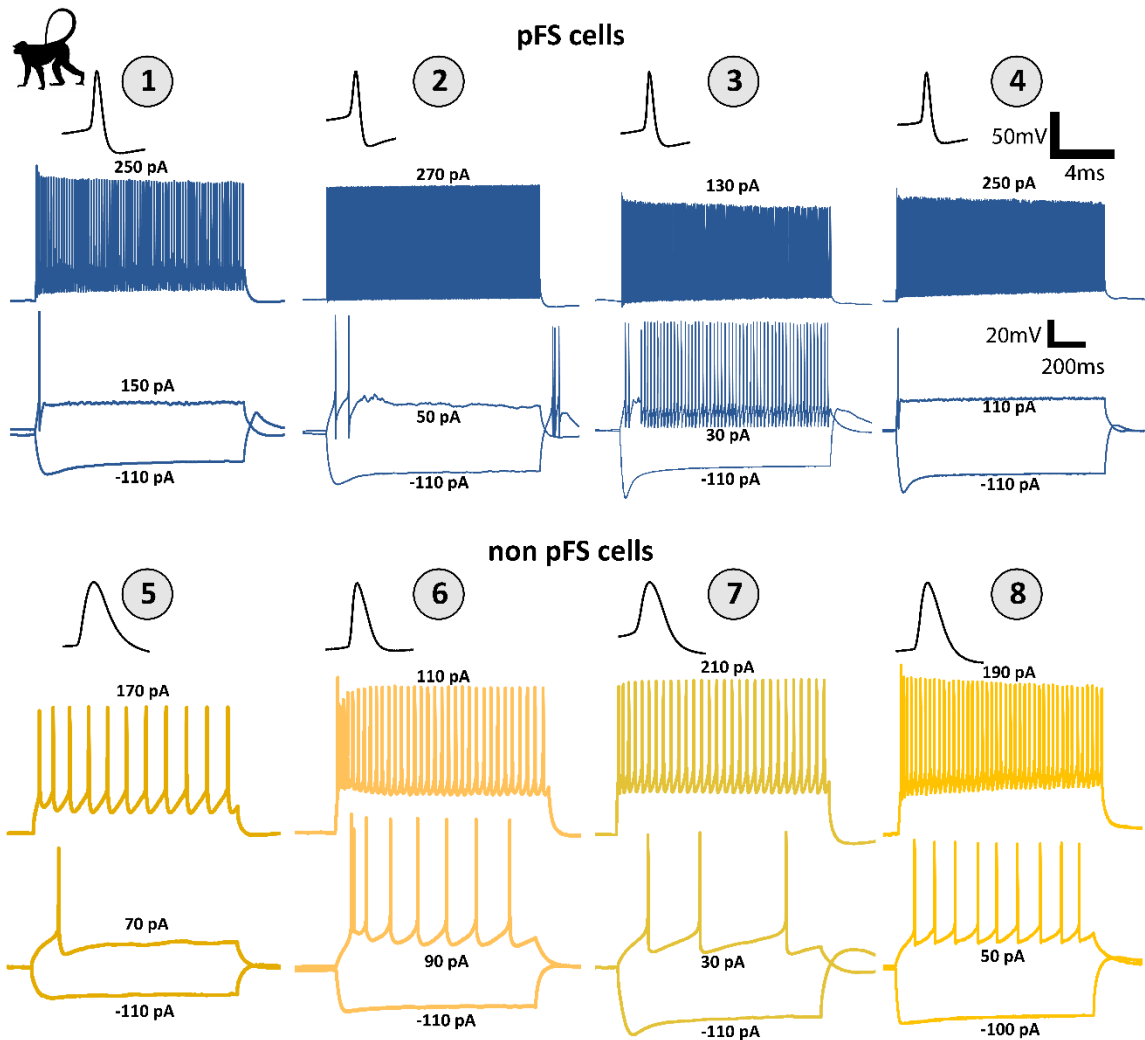 pFS cells
1
2
3
4
50mV
4ms
250 pA
270 pA
130 pA
250 pA
20mV
200ms
150 pA
50 pA
30 pA
110 pA
-110 pA
-110 pA
-110 pA
-110 pA
non pFS cells
5
6
7
8
170 pA
110 pA
210 pA
190 pA
70 pA
90 pA
30 pA
50 pA
-110 pA
-110 pA
-110 pA
-100 pA